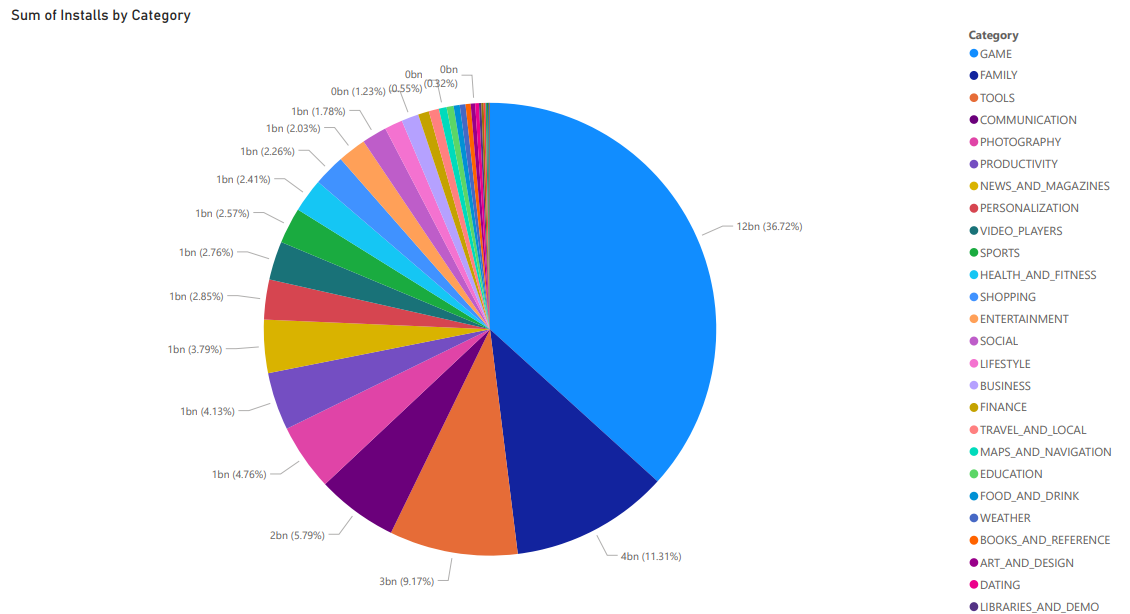 Sum of Installs by Category
0bn
0bn
(0.32%)
(0.55%)
0bn (1.23%)
1bn (1.78%)
1bn (2.03%)
1bn (2.26%)
1bn (2.41%)
1bn (2.57%)
1bn (2.76%)
1bn (2.85%)
1bn (3.79%)
1bn (4.13%)
1bn (4.76%)
2bn (5.79%)
3bn (9.17%)
4bn (11.31%)
12bn (36.72%)
Category
GAME
FAMILY
TOOLS
COMMUNICATION
PHOTOGRAPHY
PRODUCTIVITY
NEWS_AND_MAGAZINES
PERSONALIZATION
VIDEO_PLAYERS
SPORTS
HEALTH_AND_FITNESS
SHOPPING
ENTERTAINMENT
SOCIAL
LIFESTYLE
BUSINESS
FINANCE
TRAVEL_AND_LOCAL
MAPS_AND_NAVIGATION
EDUCATION
FOOD_AND_DRINK
WEATHER
BOOKS_AND_REFERENCE
ART_AND_DESIGN
DATING
LIBRARIES_AND_DEMO